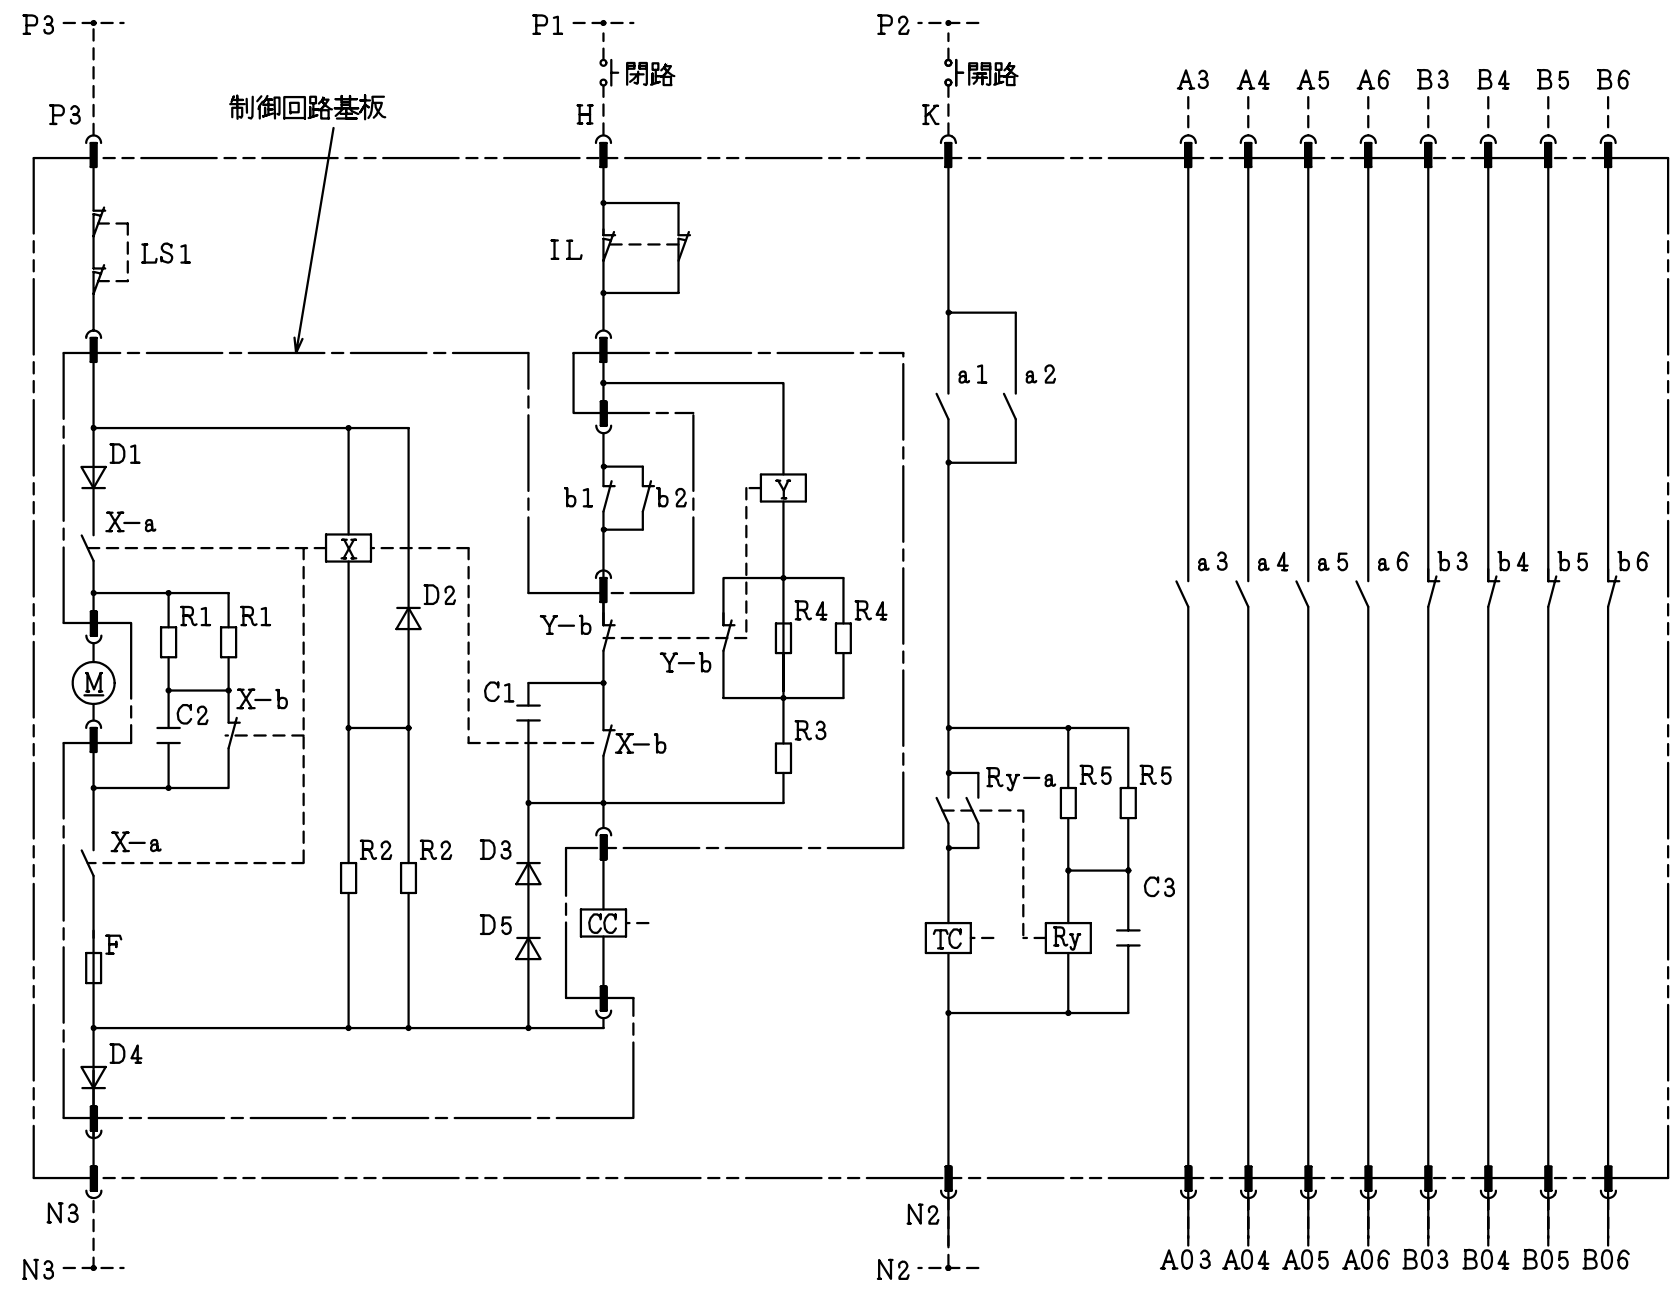 P3
P1
P2
閉路
開路
A3 A4 A5 A6 B3 B4 B5 B6
制御回路基板
P3
H
K
LS1
IL
a1 a2
D1
b1
b2
Y
X-a
X
a3 a4 a5 a6 b3 b4 b5 b6
D2
R1 R1
R4 R4
Y-b
Y-b
M
C1
X-b
C2
R3
X-b
Ry-a
R5 R5
X-a
R2 R2
D3
C3
D5
CC
TC
Ry
F
D4
N3
N2
A03 A04 A05 A06 B03 B04 B05 B06
N3
N2